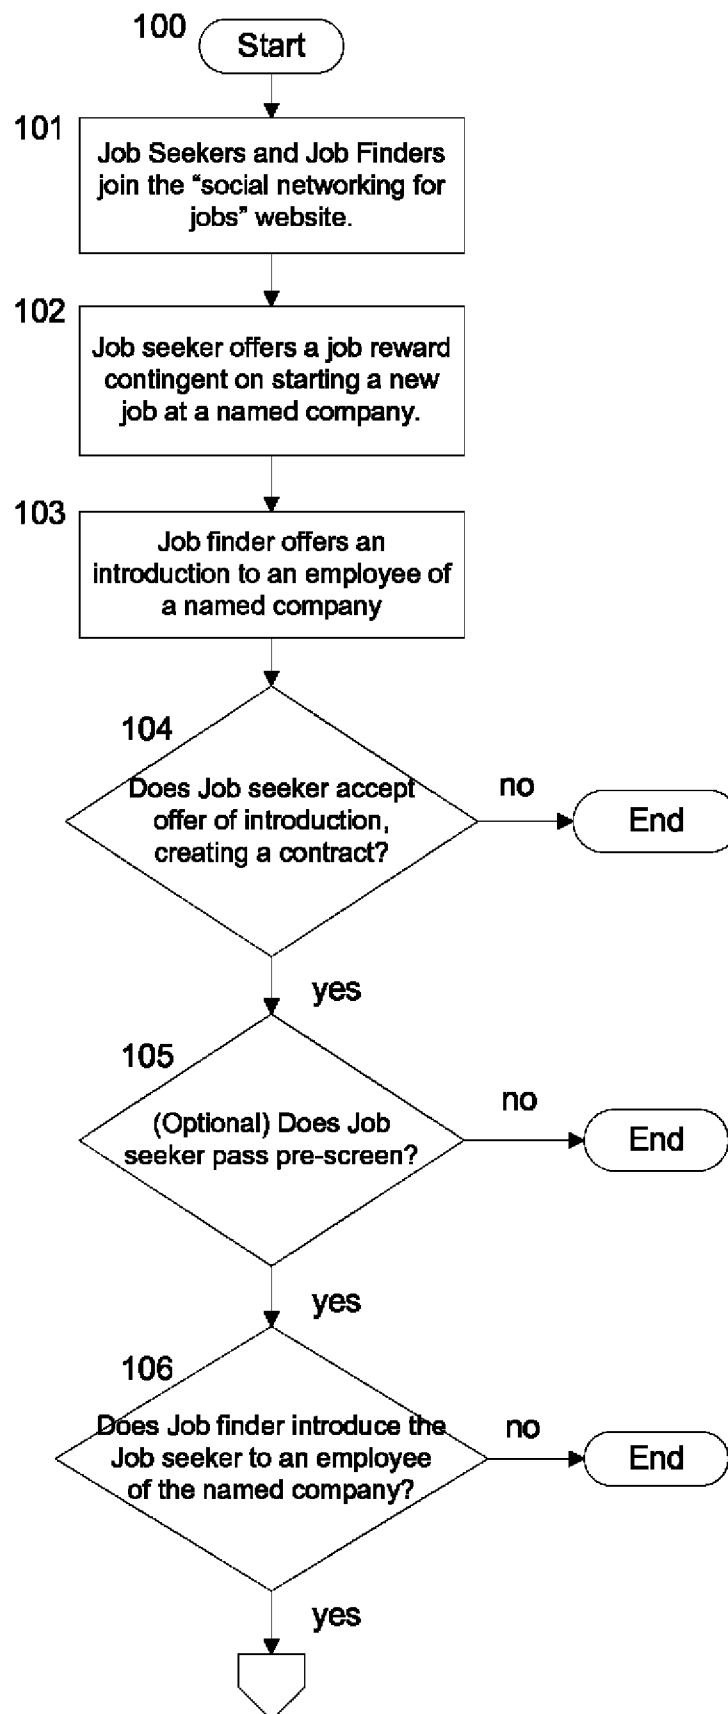 100
Start
101
Job Seekers and Job Finders
join the “social networking for
jobs” website.
102
Job seeker offers a job reward
contingent on starting a new
job at a named company.
103
Job finder offers an
introduction to an employee of
a named company
104
Does Job seeker accept
offer of introduction,
creating a contract?
no
End
yes
105
(Optional) Does Job
seeker pass pre-screen?
no
End
yes
106
Does Job finder introduce the
Job seeker to an employee
of the named company?
no
End
yes